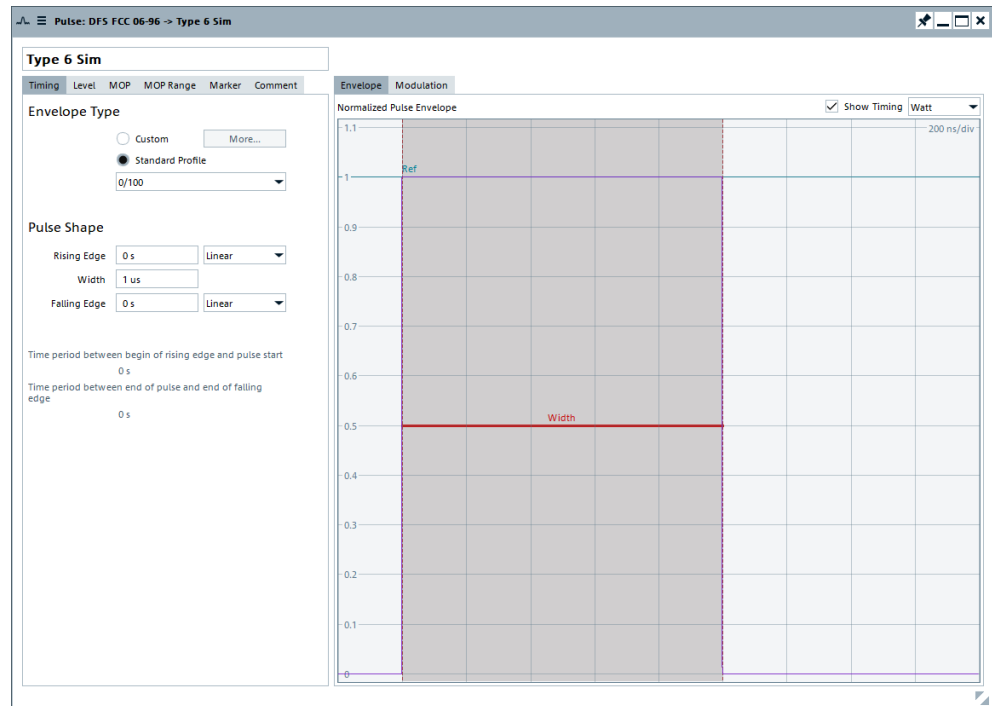 Pulse: DFS FCC 06-96 -> Type 6 Sim
Type 6 Sim
Timing Level MOP MOP Range Marker Comment
Envelope Type
Custom More...
Standard Profile
0/100
Pulse Shape
Rising Edge 0 s Linear
Width 1 us
Falling Edge 0 s Linear
Time period between begin of rising edge and pulse start
0 s
Time period between end of pulse and end of falling
edge
0 s
Envelope Modulation
Normalized Pulse Envelope Show Timing Watt
1.1 200 ns/div
Ref
1
0.9
0.8
0.7
0.6
Width
0.5
0.4
0.3
0.2
0.1
0